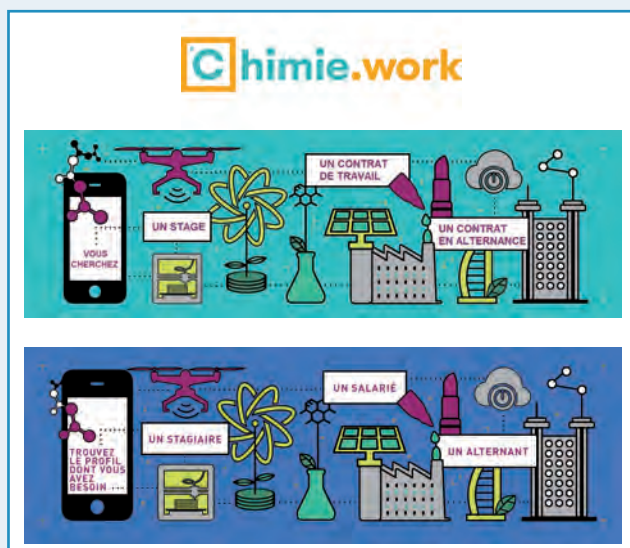 Chimie.work
VOUS
CHERCHEZ
UN STAGE
UN CONTRAT
DE TRAVAIL
UN CONTRAT
EN ALTERNANCE
TROUVEZ
LE PROFIL
DONT VOUS
AVEZ
BESOIN
UN STAGIAIRE
UN SALARIÉ
UN ALTERNANT